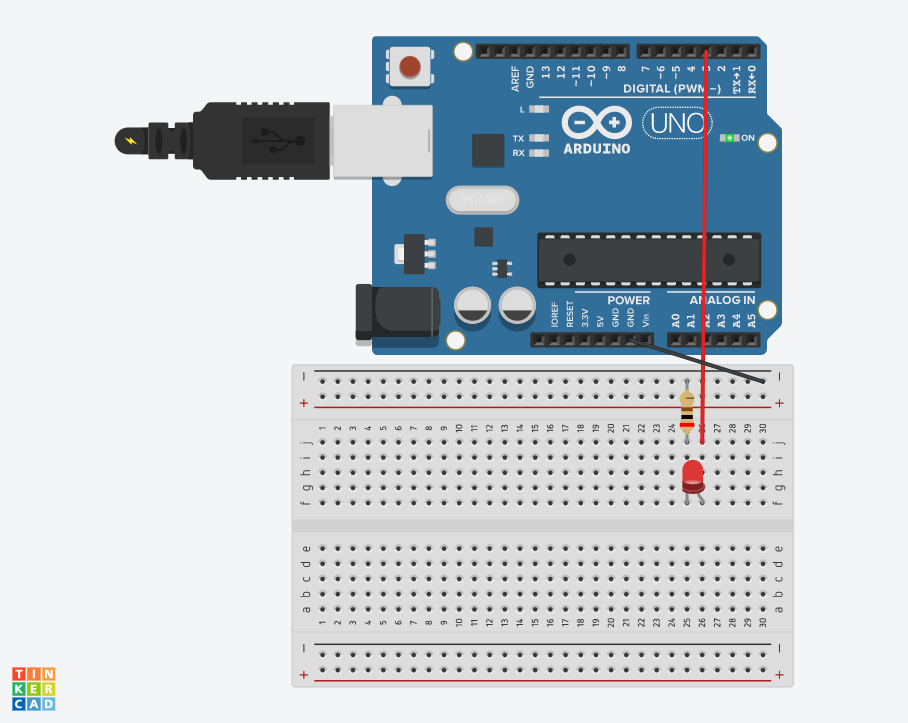 AREF
GND
13
12
~11
~10
~9
8
7
~6
~5
4
2
TX→1
RX←0
DIGITAL (PWM~)
L
TX
RX
ARDUINO
UNO
ON
POWER
ANALOG IN
IOREF
RESET
3.3V
5V
GND
GND
Vin
A0
A1
A2
A3
A4
A5
− −
+ +
1 2 3 4 5 6 7 8 9 10 11 12 13 14 15 16 17 18 19 20 21 22 23 24 25 26 27 28 29 30
j j
i i
h h
g g
f f
e e
d d
c c
b b
a a
1 2 3 4 5 6 7 8 9 10 11 12 13 14 15 16 17 18 19 20 21 22 23 24 25 26 27 28 29 30
− −
+ +
TIN
KER
CAD